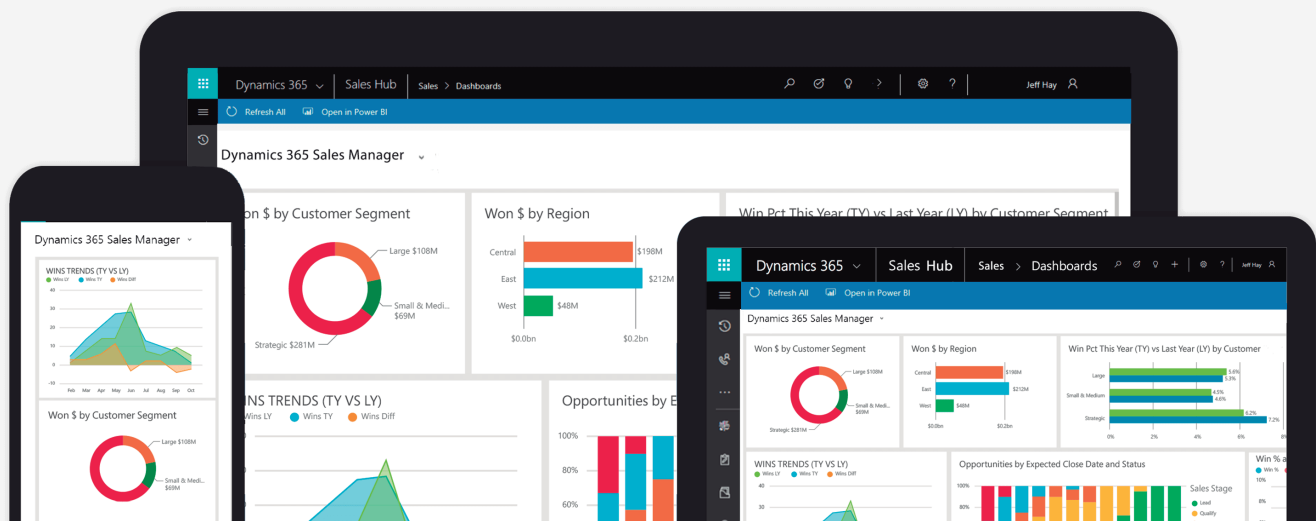 Dynamics 365
Sales Hub
Sales > Dashboards
?
Jeff Hay
Refresh All
Open in Power BI
Dynamics 365 Sales Manager
on $ by Customer Segment
Large $108M
Small & Medi...
$69M
Strategic $281M
Won $ by Region
Central
$198M
East
$212M
West
$48M
$0.0bn
$0.2bn
Win Pct This Year (TY) vs Last Year (LY) by Customer Segment
INS TRENDS (TY VS LY)
Wins LY
Wins TY
Wins Diff
Opportunities by E
100%
80%
60%
Dynamics 365 Sales Manager
WINS TRENDS (TY VS LY)
Wins LY
Wins TY
Wins Diff
40
30
20
10
0
-10
Feb Mar Apr May Jun Jul Aug Sep Oct
Won $ by Customer Segment
Large $108M
Small & Medi...
$69M
Dynamics 365
Sales Hub
Sales > Dashboards
?
Jeff Hay
Refresh All
Open in Power BI
Dynamics 365 Sales Manager
Won $ by Customer Segment
Large $108M
Small & Medi...
$69M
Strategic $281M
Won $ by Region
Central
$198M
East
$212M
West
$48M
$0.0bn
$0.2bn
Win Pct This Year (TY) vs Last Year (LY) by Customer
Large
5.6%
5.3%
Small & Medium
4.5%
4.6%
Strategic
6.2%
7.2%
0%
2%
4%
6%
WINS TRENDS (TY VS LY)
Wins LY
Wins TY
Wins Diff
40
30
Opportunities by Expected Close Date and Status
100%
80%
Sales Stage
Lead
Qualify
Win % a
Win %
10%
8%